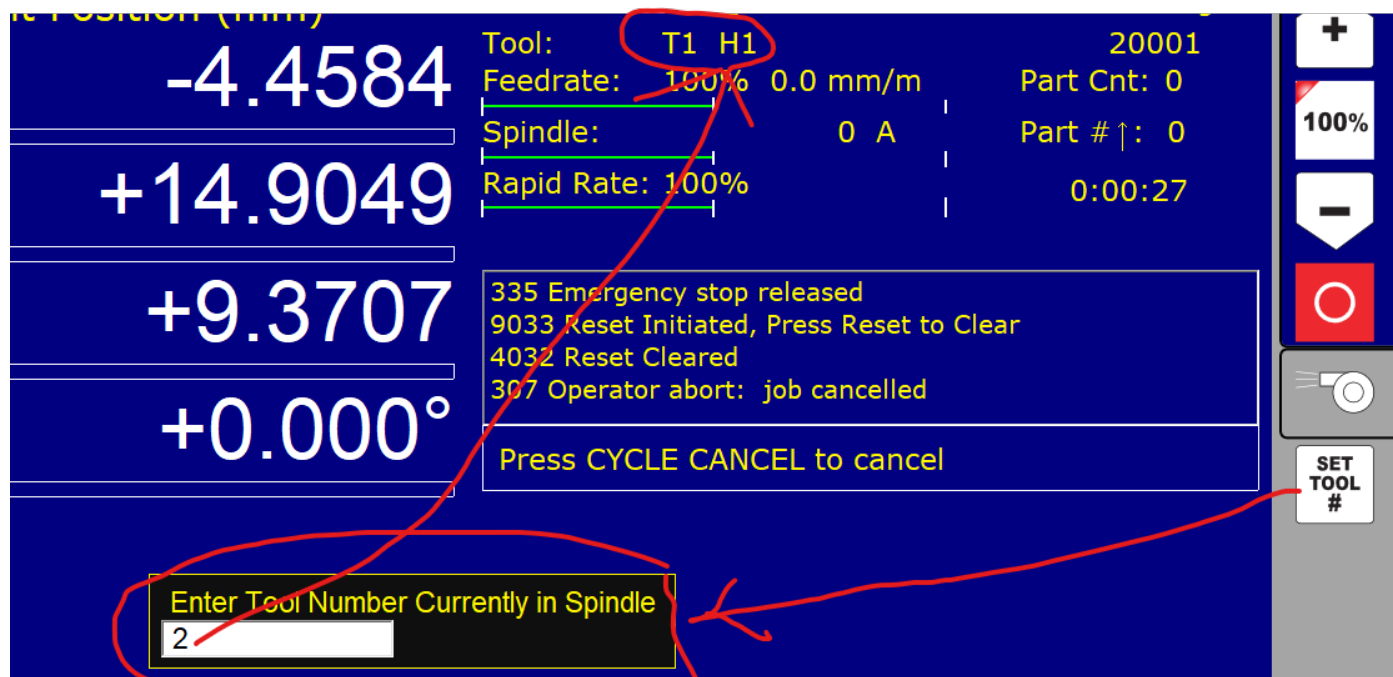 -4.4584
+14.9049
+9.3707
+0.000°
Tool: T1 H1 20001
Feedrate: 100% 0.0 mm/m Part Cnt: 0
Spindle: 0 A Part #↑: 0
Rapid Rate: 100% 0:00:27
335 Emergency stop released
9033 Reset Initiated, Press Reset to Clear
4032 Reset Cleared
307 Operator abort: job cancelled
Press CYCLE CANCEL to cancel
Enter Tool Number Currently in Spindle
2
+
100%
-
SET
TOOL
#